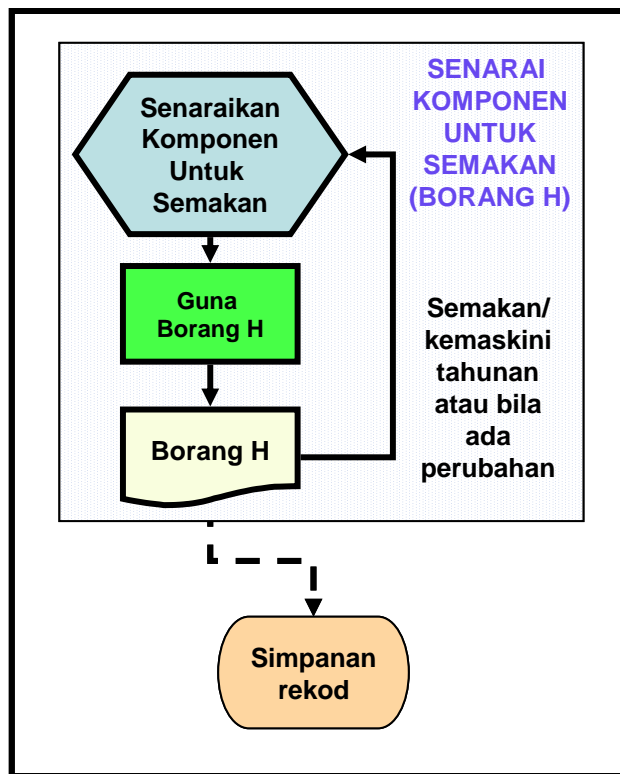 SENARAI
KOMPONEN
UNTUK
SEMAKAN
(BORANG H)
Senaraikan
Komponen
Untuk
Semakan
Guna
Borang H
Borang H
Semakan/
kemaskini
tahunan
atau bila
ada
perubahan
Simpanan
rekod